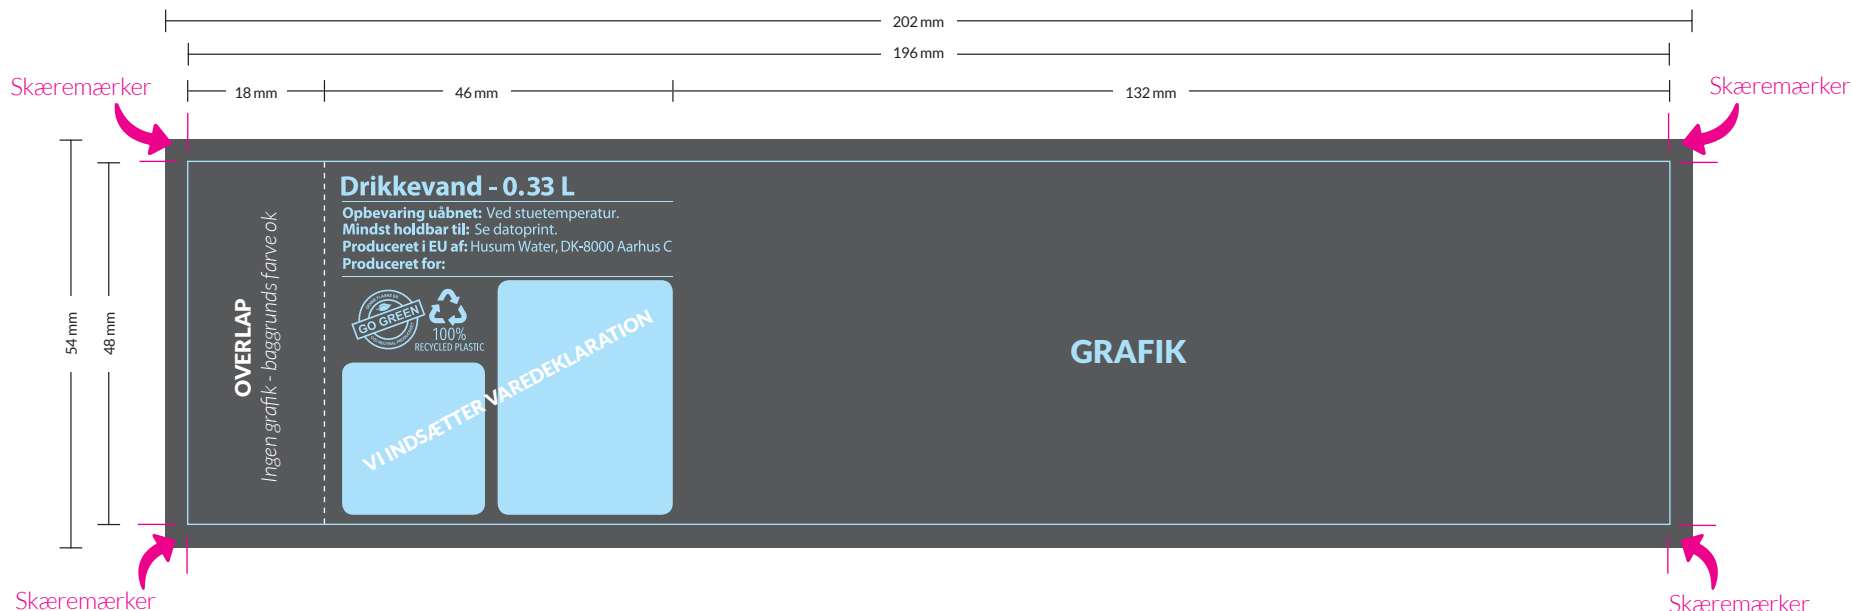 202 mm
196 mm
18 mm
46 mm
132 mm
Skæremærker
Skæremærker
54 mm
48 mm
OVERLAP
Ingen grafik - baggrunds farve ok
Drikkevand - 0.33 L
Opbevaring uåbnet: Ved stuetemperatur.
Mindst holdbar til: Se datoprint.
Produceret i EU af: Husum Water, DK-8000 Aarhus C
Produceret for:
GO GREEN
100%
RECYCLED PLASTIC
VI INDSÆTTER VAREDEKLARATION
GRAFIK
Skæremærker
Skæremærker